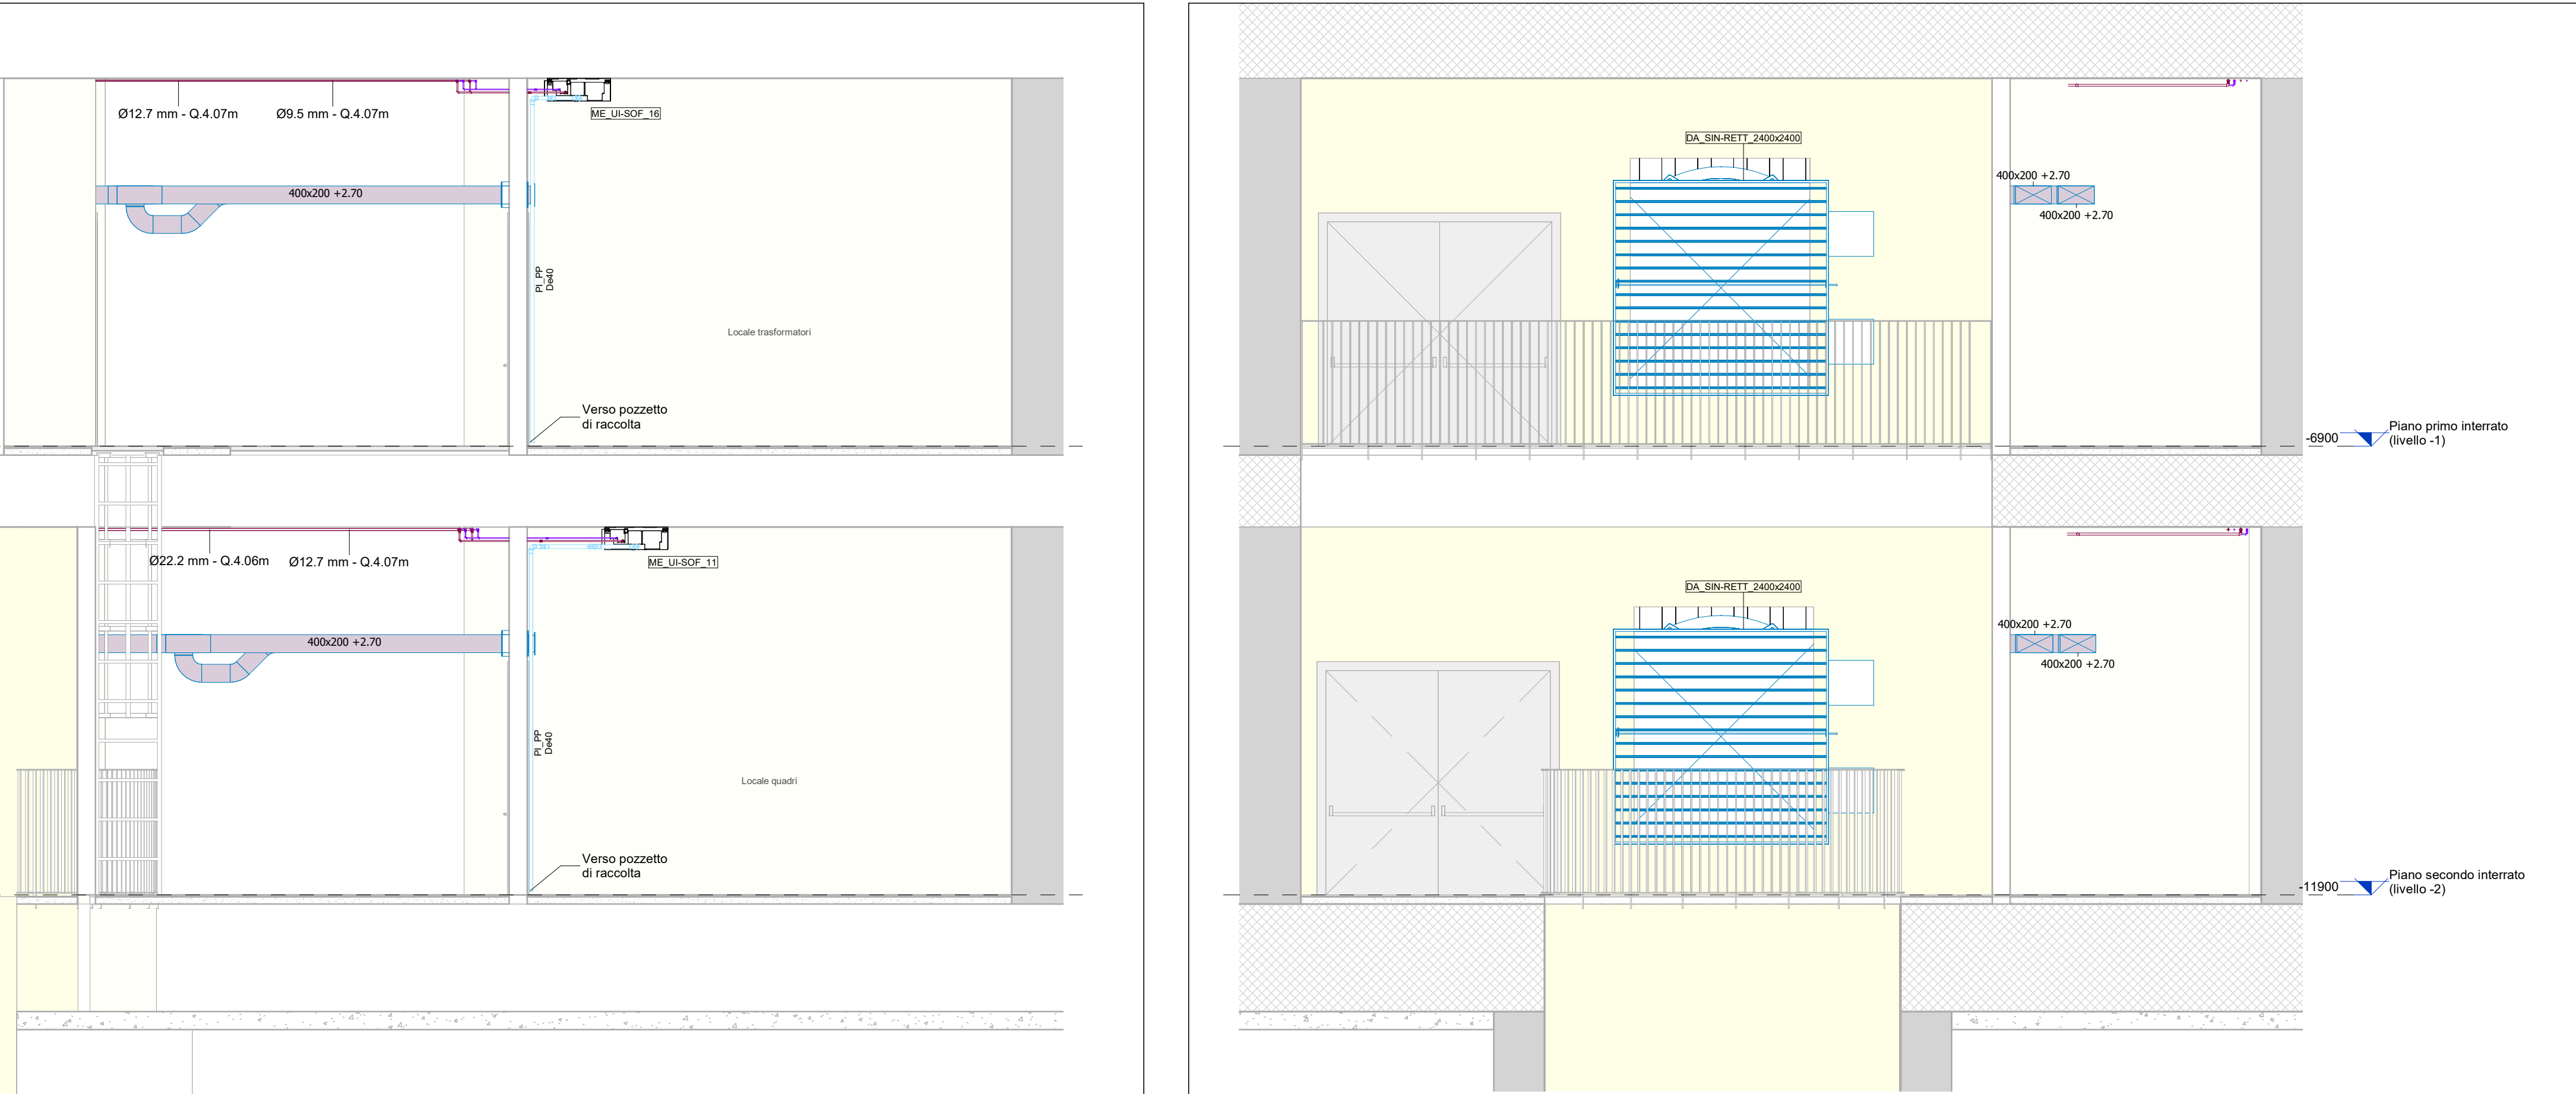 Ø12.7 mm - Q.4.07m
Ø9.5 mm - Q.4.07m
ME_UI-SOF_16
400x200 +2.70
PI_PP
De40
Locale trasformatori
Verso pozzetto
di raccolta
Ø22.2 mm - Q.4.06m
Ø12.7 mm - Q.4.07m
ME_UI-SOF_11
400x200 +2.70
PI_PP
De40
Locale quadri
Verso pozzetto
di raccolta
DA_SIN-RETT_2400x2400
400x200 +2.70
400x200 +2.70
-6900
Piano primo interrato
(livello -1)
DA_SIN-RETT_2400x2400
400x200 +2.70
400x200 +2.70
-11900
Piano secondo interrato
(livello -2)